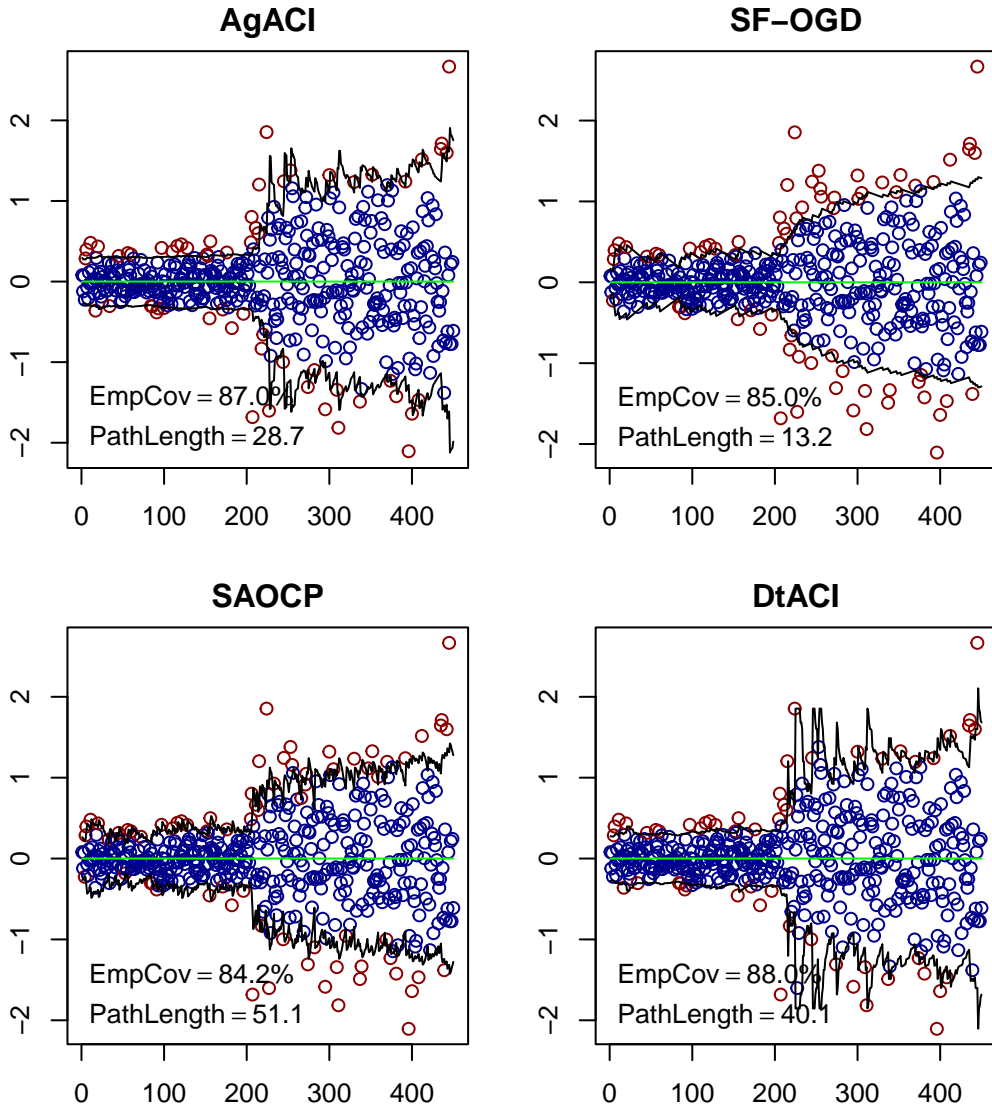 AgACI
SF−OGD
2
1
0
−1
−2
2
1
0
−1
−2
EmpCov = 87.0%
PathLength = 28.7
EmpCov = 85.0%
PathLength = 13.2
0 100 200 300 400
0 100 200 300 400
SAOCP
DtACI
2
1
0
−1
−2
2
1
0
−1
−2
EmpCov = 84.2%
PathLength = 51.1
EmpCov = 88.0%
PathLength = 40.1
0 100 200 300 400
0 100 200 300 400